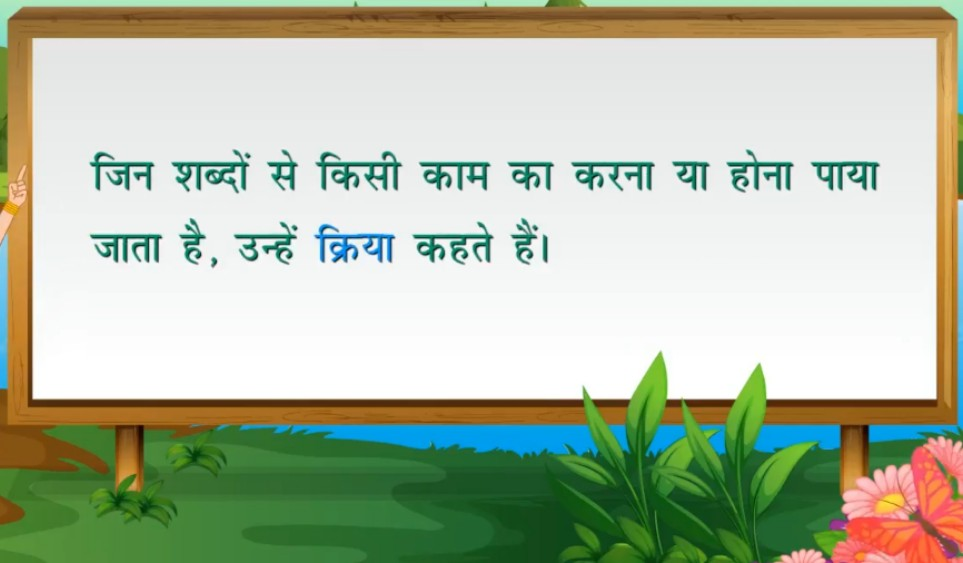 जिन शब्दों से किसी काम का करना या होना पाया
जाता है, उन्हें क्रिया कहते हैं।